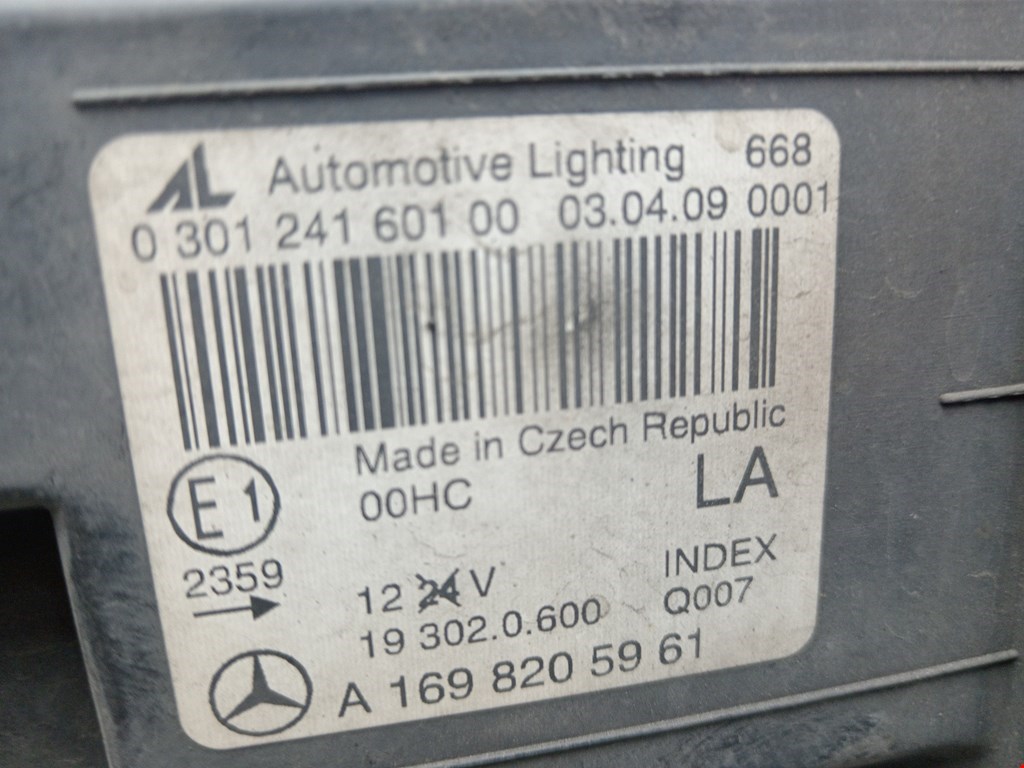 AL Automotive Lighting 668
0 301 241 601 00 03.04.09 0001
Made in Czech Republic
E1 00HC LA
2359
12 24 V INDEX
19 302.0.600 Q007
A 169 820 59 61